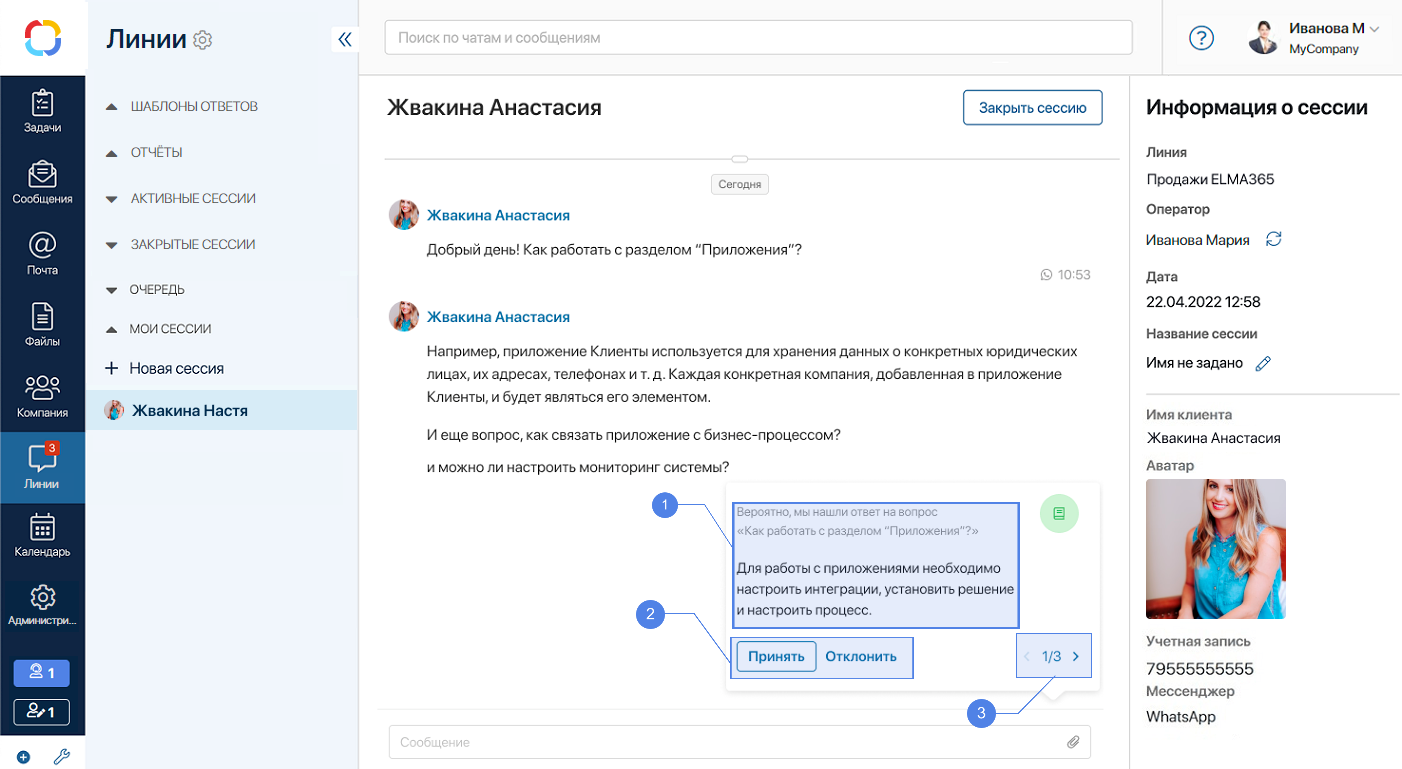 Линии
Поиск по чатам и сообщениям
?
Иванова М
MyCompany
Задачи
Сообщения
Почта
Файлы
Компания
3
Линии
Календарь
Администри...
1
1
ШАБЛОНЫ ОТВЕТОВ
ОТЧЁТЫ
АКТИВНЫЕ СЕССИИ
ЗАКРЫТЫЕ СЕССИИ
ОЧЕРЕДЬ
МОИ СЕССИИ
Новая сессия
Жвакина Настя
Жвакина Анастасия
Закрыть сессию
Сегодня
Жвакина Анастасия
Добрый день! Как работать с разделом “Приложения”?
10:53
Жвакина Анастасия
Например, приложение Клиенты используется для хранения данных о конкретных юридических
лицах, их адресах, телефонах и т. д. Каждая конкретная компания, добавленная в приложение
Клиенты, и будет являться его элементом.
И еще вопрос, как связать приложение с бизнес-процессом?
и можно ли настроить мониторинг системы?
1
Вероятно, мы нашли ответ на вопрос
«Как работать с разделом “Приложения”?»
Для работы с приложениями необходимо
настроить интеграции, установить решение
и настроить процесс.
2
Принять
Отклонить
1/3
3
Сообщение
Информация о сессии
Линия
Продажи ELMA365
Оператор
Иванова Мария
Дата
22.04.2022 12:58
Название сессии
Имя не задано
Имя клиента
Жвакина Анастасия
Аватар
Учетная запись
79555555555
Мессенджер
WhatsApp